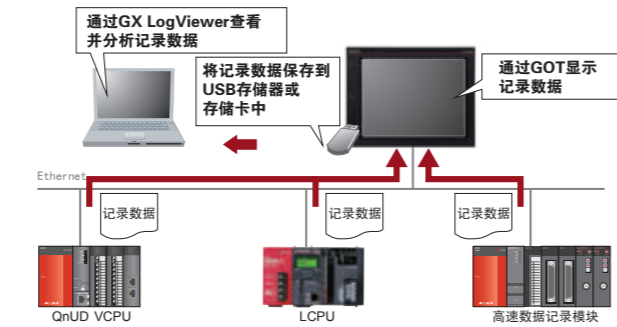 通过GX LogViewer查看
并分析记录数据
将记录数据保存到
USB存储器或
存储卡中
通过GOT显示
记录数据
Ethernet
记录数据
记录数据
记录数据
QnUD VCPU
LCPU
高速数据记录模块